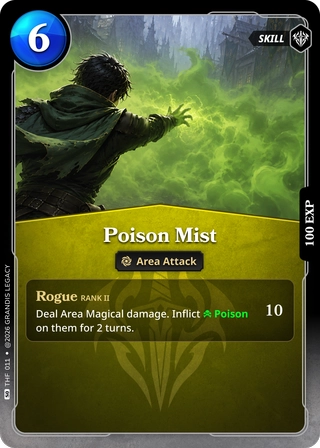 6
SKILL
100 EXP
Poison Mist
Area Attack
Rogue RANK II
Deal Area Magical damage. Inflict Poison
on them for 2 turns.
10
THF 011 • @2026 GRANDIS LEGACY